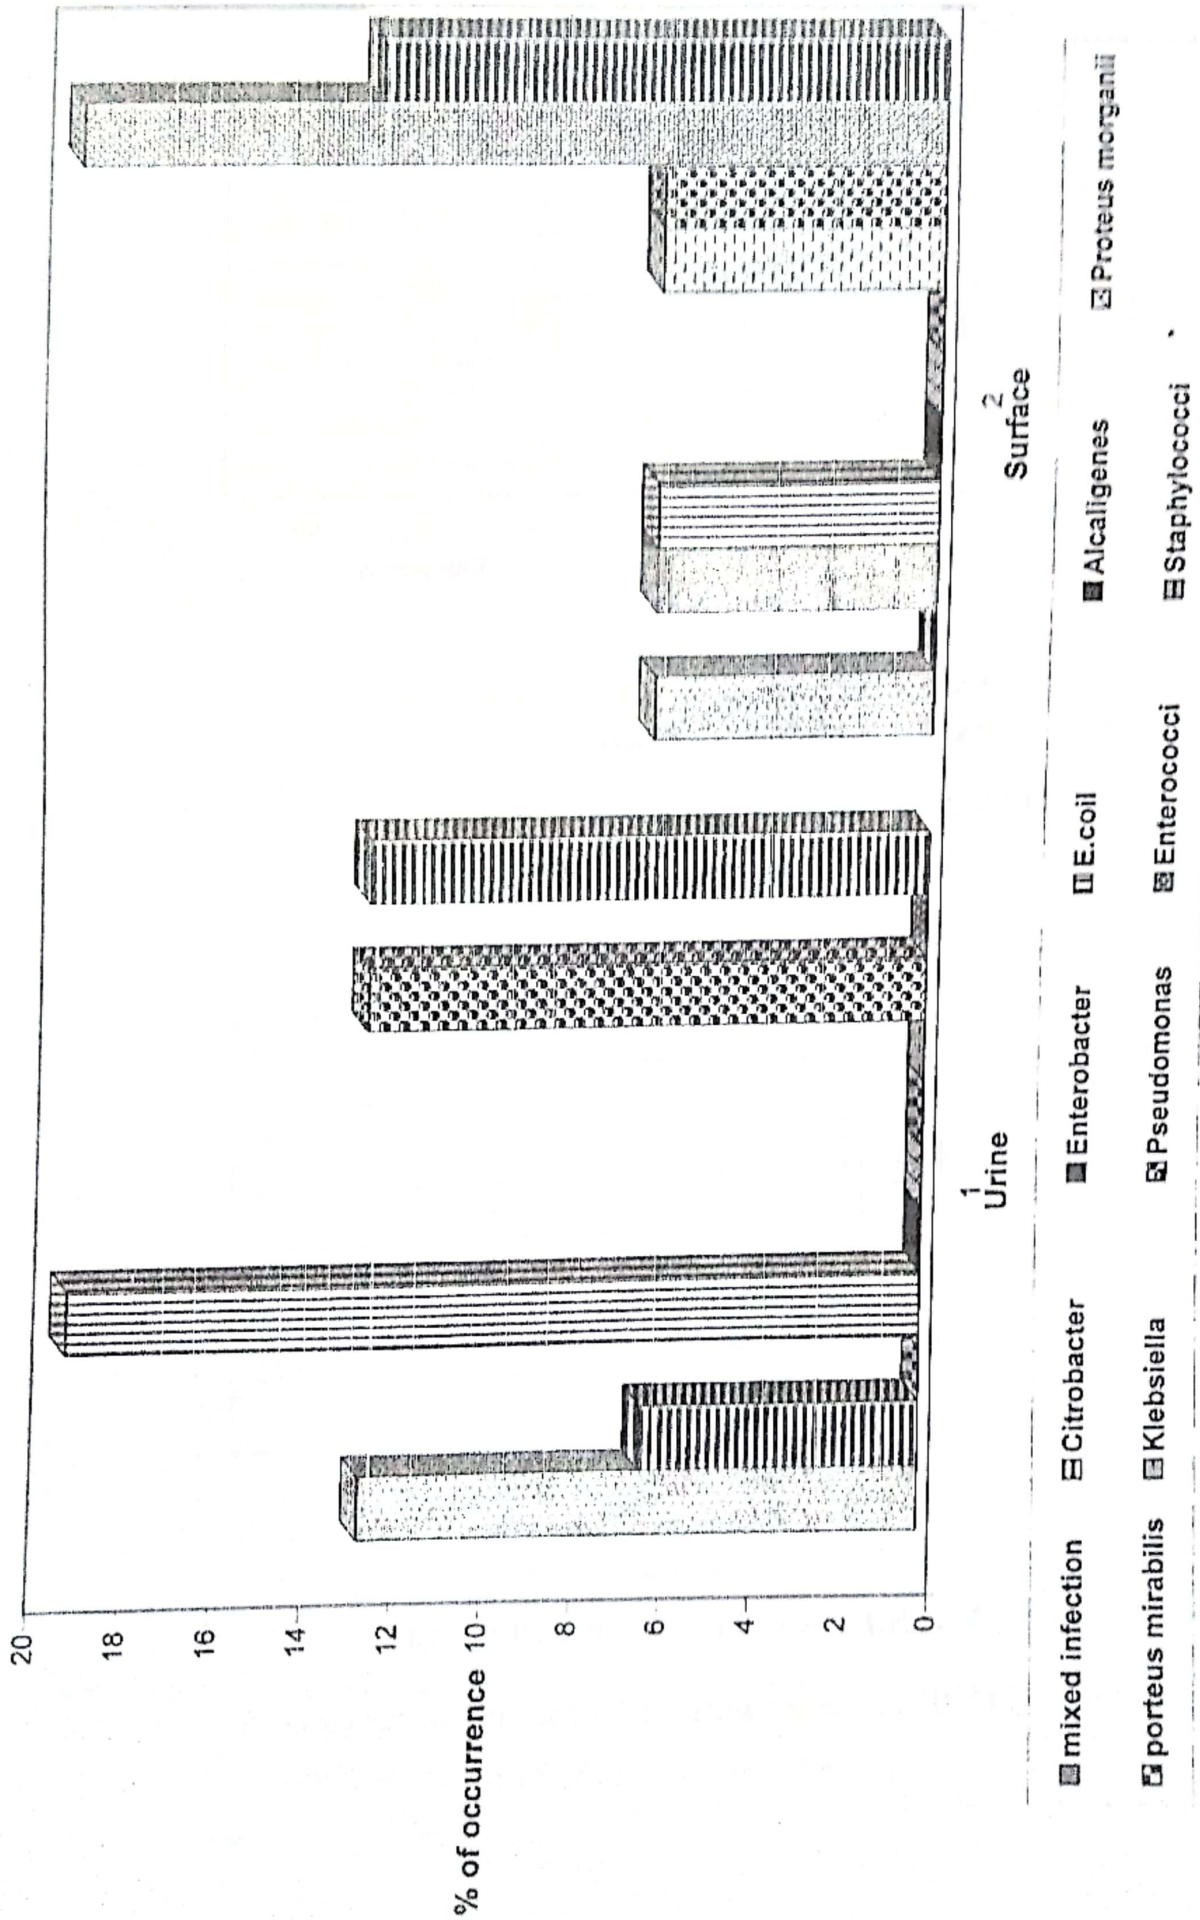 % of occurrence
20
18
16
14
12
10
8
6
4
2
0
1
Urine
2
Surface
mixed infection Citrobacter Enterobacter E.coil Alcaligenes Proteus morganii
porteus mirabilis Klebsiella Pseudomonas Enterococci Staphylococci